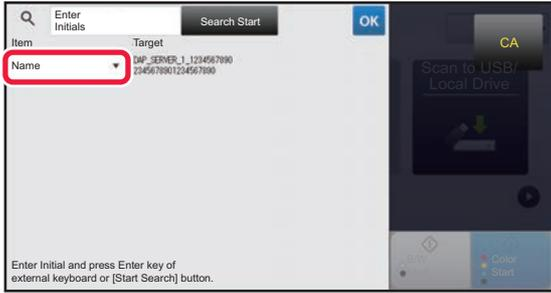 Enter
Initials
Search Start
OK
CA
Item
Target
Name
DAP_SERVER_1_1234567890
2345678901234567890
Scan to USB/
Local Drive
B/W
Color
Start
Enter Initial and press Enter key of
external keyboard or [Start Search] button.